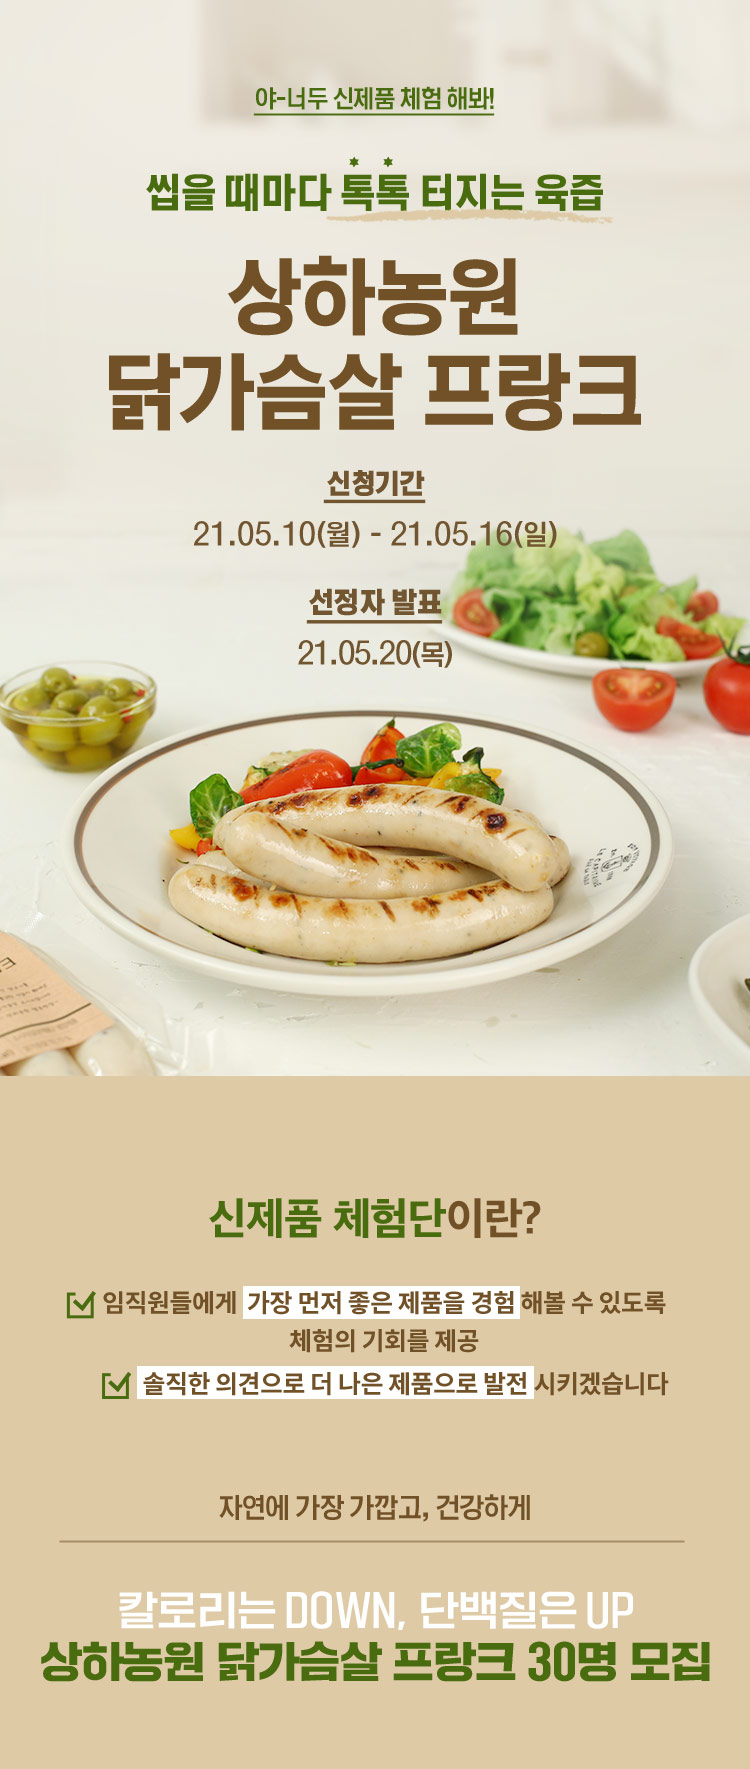 야-너두 신제품 체험 해봐!
씹을 때마다 톡톡 터지는 육즙
상하농원
닭가슴살 프랑크
신청기간
21.05.10(월) - 21.05.16(일)
선정자 발표
21.05.20(목)
신제품 체험단이란?
임직원들에게 가장 먼저 좋은 제품을 경험해볼 수 있도록
체험의 기회를 제공
솔직한 의견으로 더 나은 제품으로 발전시키겠습니다
자연에 가장 가깝고, 건강하게
칼로리는 DOWN, 단백질은 UP
상하농원 닭가슴살 프랑크 30명 모집